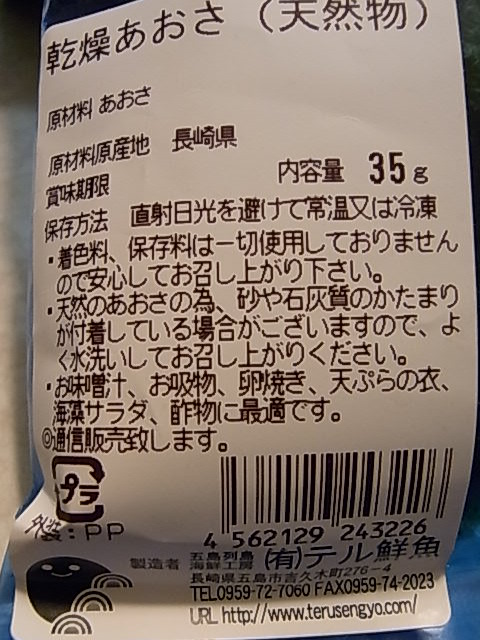 乾燥あおさ（天然物）
原材料 あおさ
原材料原産地 長崎県
内容量 35g
賞味期限
保存方法 直射日光を避けて常温又は冷凍
・着色料、保存料は一切使用しておりません
ので安心してお召し上がり下さい。
・天然のあおさの為、砂や石灰質のかたまり
が付着している場合がございますので、よ
く水洗いしてお召し上がりください。
・お味噌汁、お吸物、卵焼き、天ぷらの衣、
海藻サラダ、酢物に最適です。
◎通信販売致します。
プラ
外装：PP
4 562129 243226
製造者 五島列島 海鮮工房 (有)テル鮮魚
長崎県五島市吉久木町276-4
TEL0959-72-7060 FAX0959-74-2023
URL http://www.terusengyo.com/